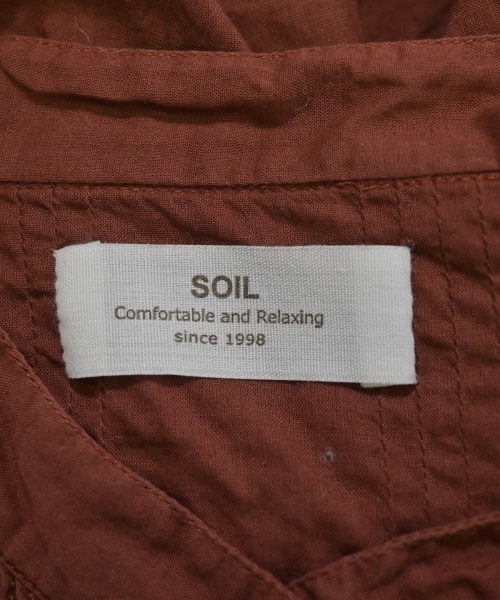 SOIL
Comfortable and Relaxing
since 1998